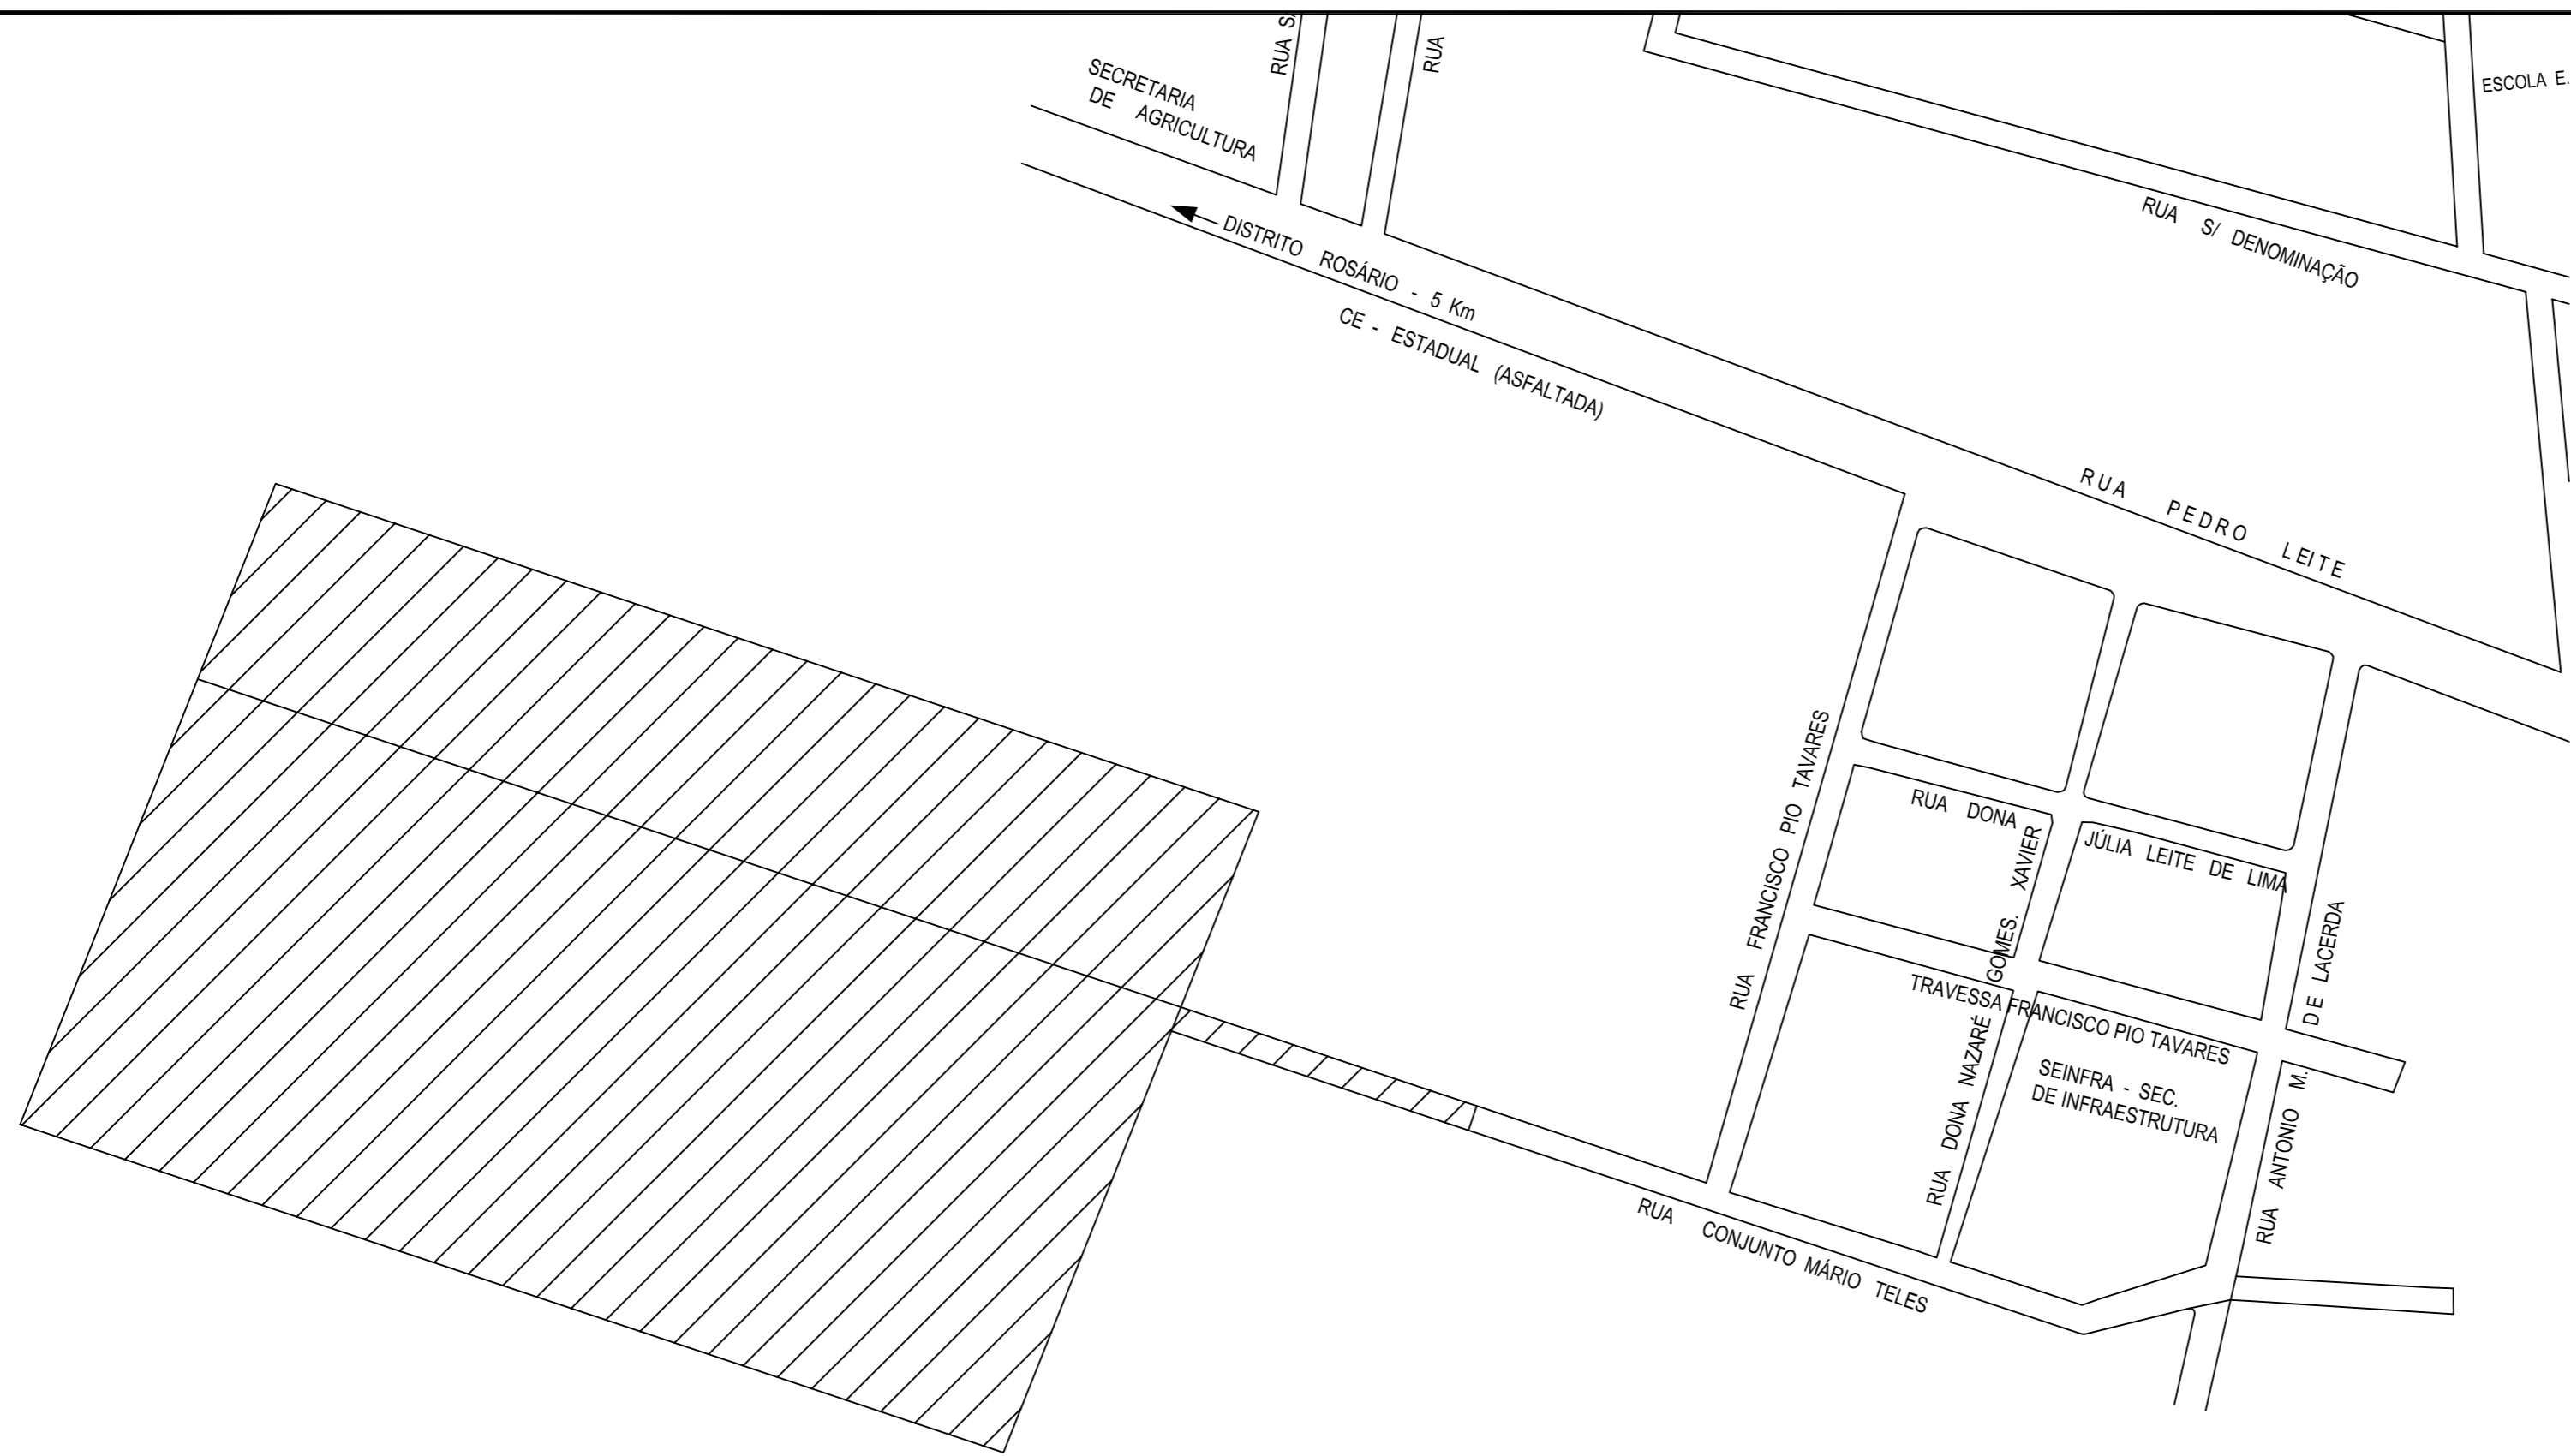 RUA S/
RUA
SECRETARIA
DE AGRICULTURA
ESCOLA E.
RUA S/ DENOMINAÇÃO
DISTRITO ROSÁRIO - 5 Km
CE - ESTADUAL (ASFALTADA)
RUA PEDRO LEITE
RUA FRANCISCO PIO TAVARES
RUA DONA JÚLIA LEITE DE LIMA
RUA DONA NAZARÉ GOMES. XAVIER
TRAVESSA FRANCISCO PIO TAVARES
RUA ANTONIO M. DE LACERDA
SEINFRA - SEC.
DE INFRAESTRUTURA
RUA CONJUNTO MÁRIO TELES